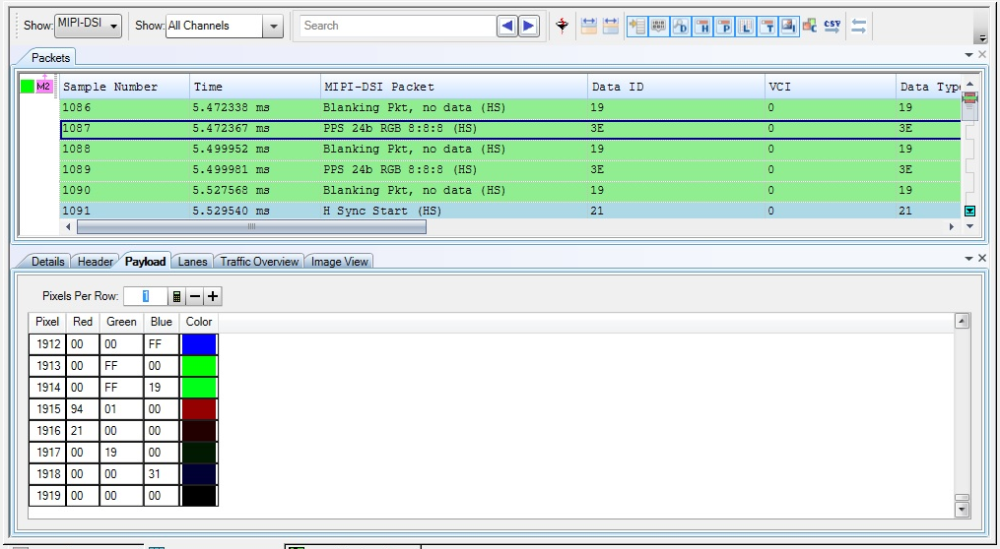 Show: MIPI-DSI Show: All Channels Search CSV
Packets
M2 Sample Number Time MIPI-DSI Packet Data ID VCI Data Typ
1086 5.472338 ms Blanking Pkt, no data (HS) 19 0 19
1087 5.472367 ms PPS 24b RGB 8:8:8 (HS) 3E 0 3E
1088 5.499952 ms Blanking Pkt, no data (HS) 19 0 19
1089 5.499981 ms PPS 24b RGB 8:8:8 (HS) 3E 0 3E
1090 5.527568 ms Blanking Pkt, no data (HS) 19 0 19
1091 5.529540 ms H Sync Start (HS) 21 0 21
Details Header Payload Lanes Traffic Overview Image View
Pixels Per Row: 1
Pixel Red Green Blue Color
1912 00 00 FF
1913 00 FF 00
1914 00 FF 19
1915 94 01 00
1916 21 00 00
1917 00 19 00
1918 00 00 31
1919 00 00 00